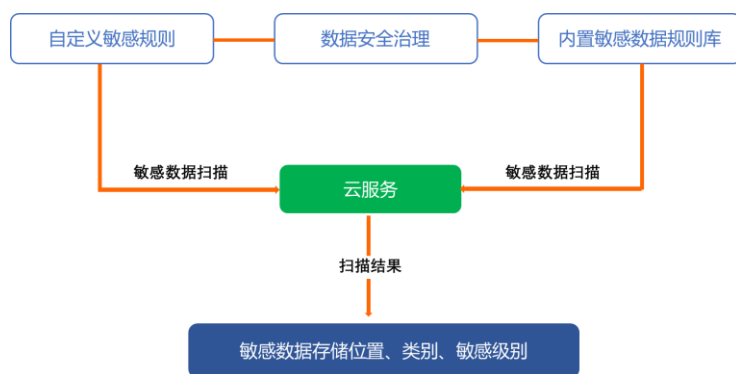 自定义敏感规则
数据安全治理
内置敏感数据规则库
敏感数据扫描
敏感数据扫描
云服务
扫描结果
敏感数据存储位置、类别、敏感级别